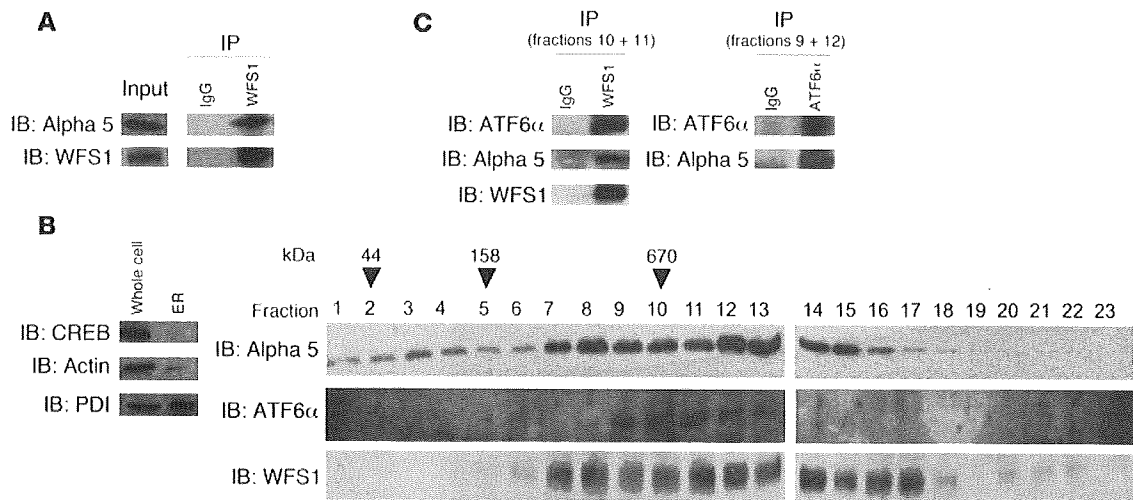 A
IP
Input
IgG
WFS1
IB: Alpha 5
IB: WFS1
C
IP
(fractions 10 + 11)
IgG
WFS1
IB: ATF6α
IB: Alpha 5
IB: WFS1
IP
(fractions 9 + 12)
IgG
ATF6α
IB: ATF6α
IB: Alpha 5
B
Whole cell
ER
IB: CREB
IB: Actin
IB: PDI
kDa
44
158
670
Fraction 1 2 3 4 5 6 7 8 9 10 11 12 13 14 15 16 17 18 19 20 21 22 23
IB: Alpha 5
IB: ATF6α
IB: WFS1